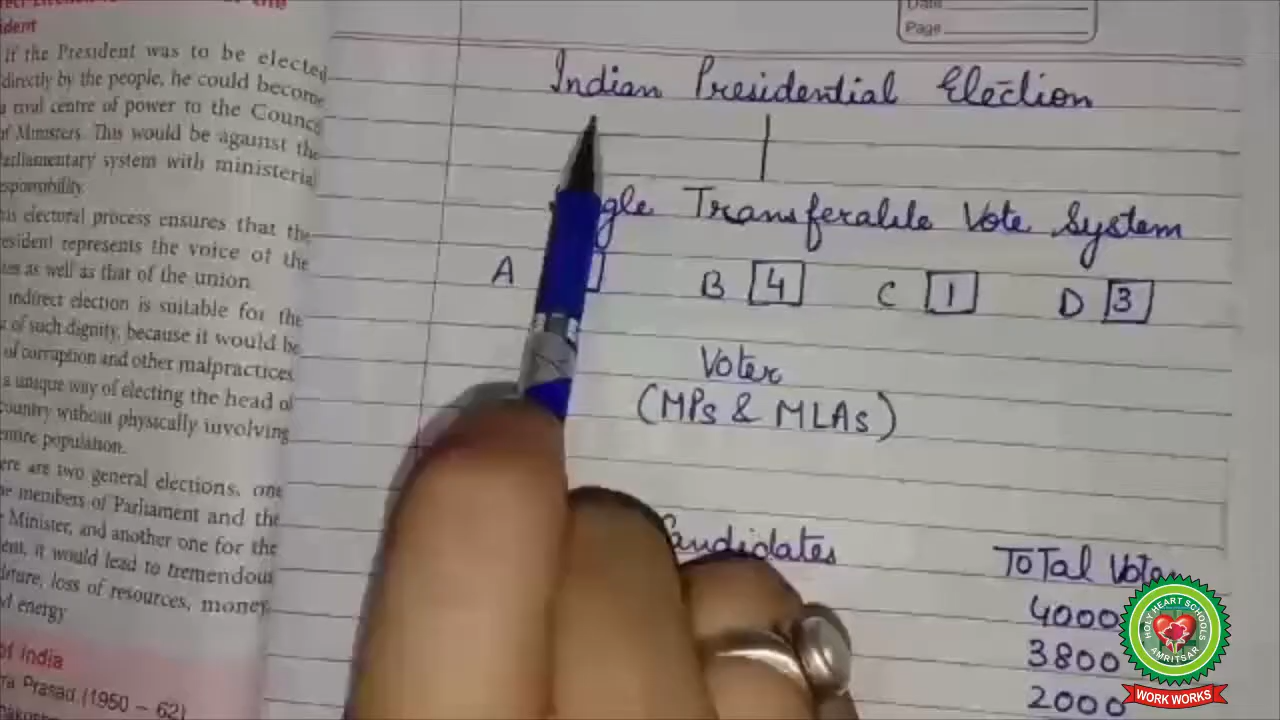 ident
If the President was to be elected
directly by the people, he could become
a rival centre of power to the Counc
of Ministers. This would be against the
Parliamentary system with ministerial
esponsibility.
his electoral process ensures that the
resident represents the voice of the
tes as well as that of the union.
indirect election is suitable for the
of such dignity, because it would be
of corruption and other malpractices
a unique way of electing the head of
country without physically involving
entire population.
ere are two general elections, one
he members of Parliament and the
Minister, and another one for the
ent, it would lead to tremendous
diture, loss of resources, money
d energy
of India
ra Prasad (1950 – 62)
Date
Page
Indian Presidential Election
gle Transferable Vote System
A B 4 C 1 D 3
Voter
(MPs & MLAs)
Candidates Total Vote
4000
3800
2000
HOLY HEART SCHOOLS
AMRITSAR
WORK WORKS